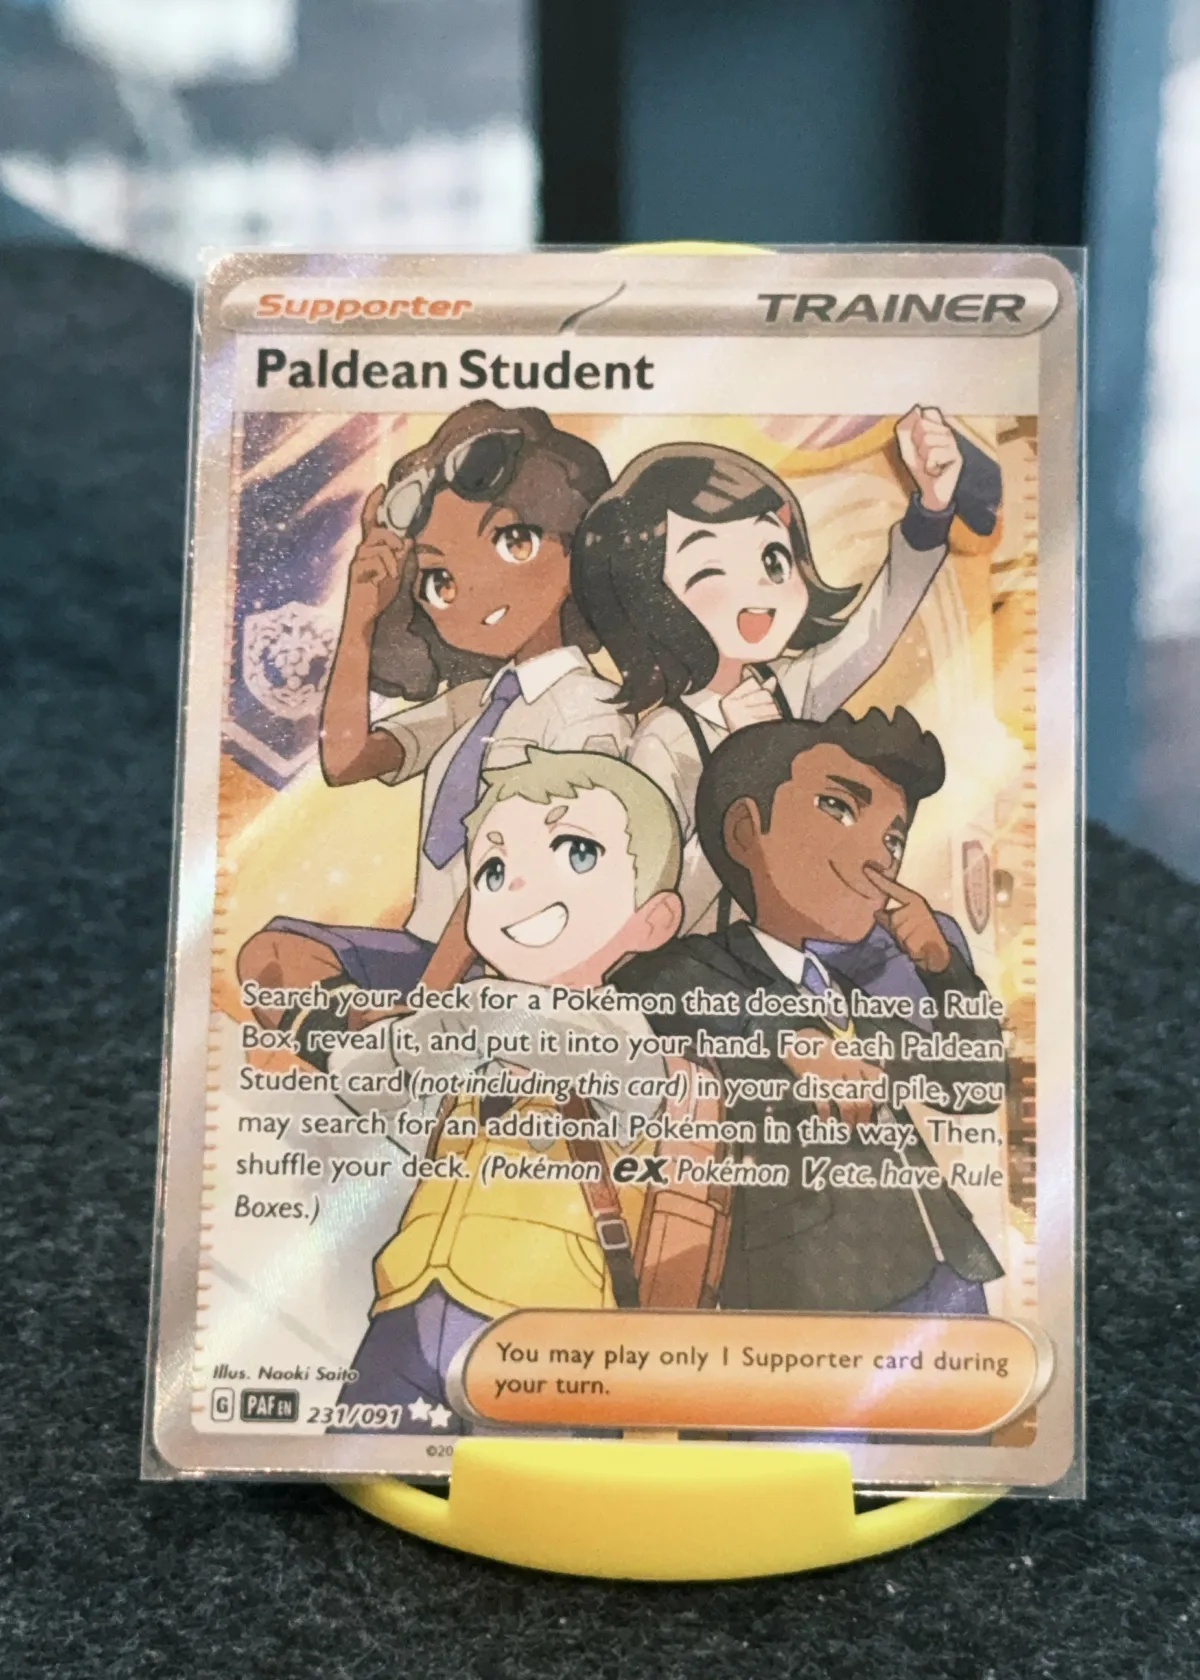 Supporter TRAINER
Paldean Student
Search your deck for a Pokémon that doesn't have a Rule
Box, reveal it, and put it into your hand. For each Paldean
Student card (not including this card) in your discard pile, you
may search for an additional Pokémon in this way. Then,
shuffle your deck. (Pokémon ex, Pokémon V, etc. have Rule
Boxes.)
You may play only 1 Supporter card during
your turn.
Illus. Naoki Saito
G PAF EN 231/091
©20